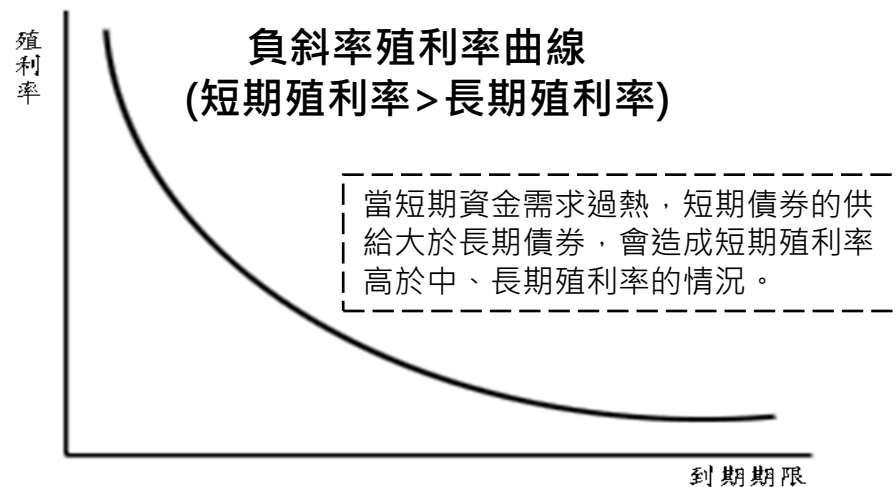 殖利率
負斜率殖利率曲線
(短期殖利率>長期殖利率)
當短期資金需求過熱，短期債券的供
給大於長期債券，會造成短期殖利率
高於中、長期殖利率的情況。
到期期限